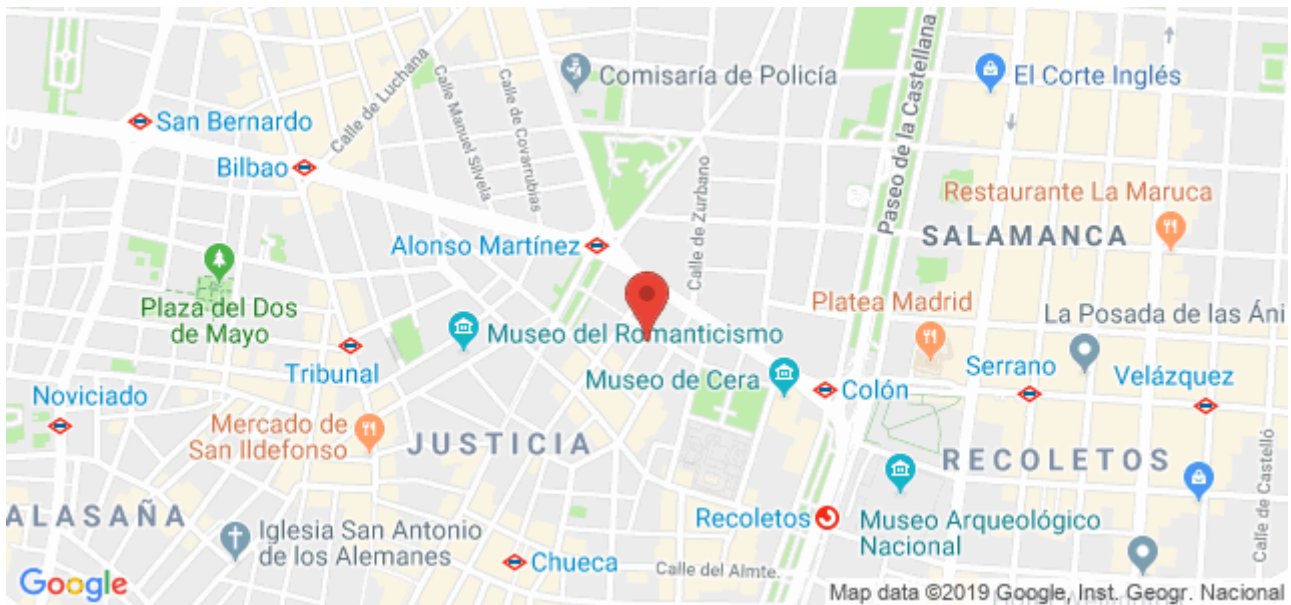 Comisaría de Policía
El Corte Inglés
San Bernardo
Calle de Luchana
Calle Manuel Silvela
Calle de Covarrubias
Paseo de la Castellana
Bilbao
Calle de Zurbano
Restaurante La Maruca
SALAMANCA
Alonso Martínez
Plaza del Dos
de Mayo
Platea Madrid
La Posada de las Áni
Museo del Romanticismo
Tribunal
Museo de Cera
Colón
Serrano
Velázquez
Noviciado
Mercado de
San Ildefonso
JUSTICIA
RECOLETOS
Calle de Castelló
ALASAÑA
Iglesia San Antonio
de los Alemanes
Recoletos
Museo Arqueológico
Nacional
Chueca
Calle del Almte.
Google
Map data ©2019 Google, Inst. Geogr. Nacional